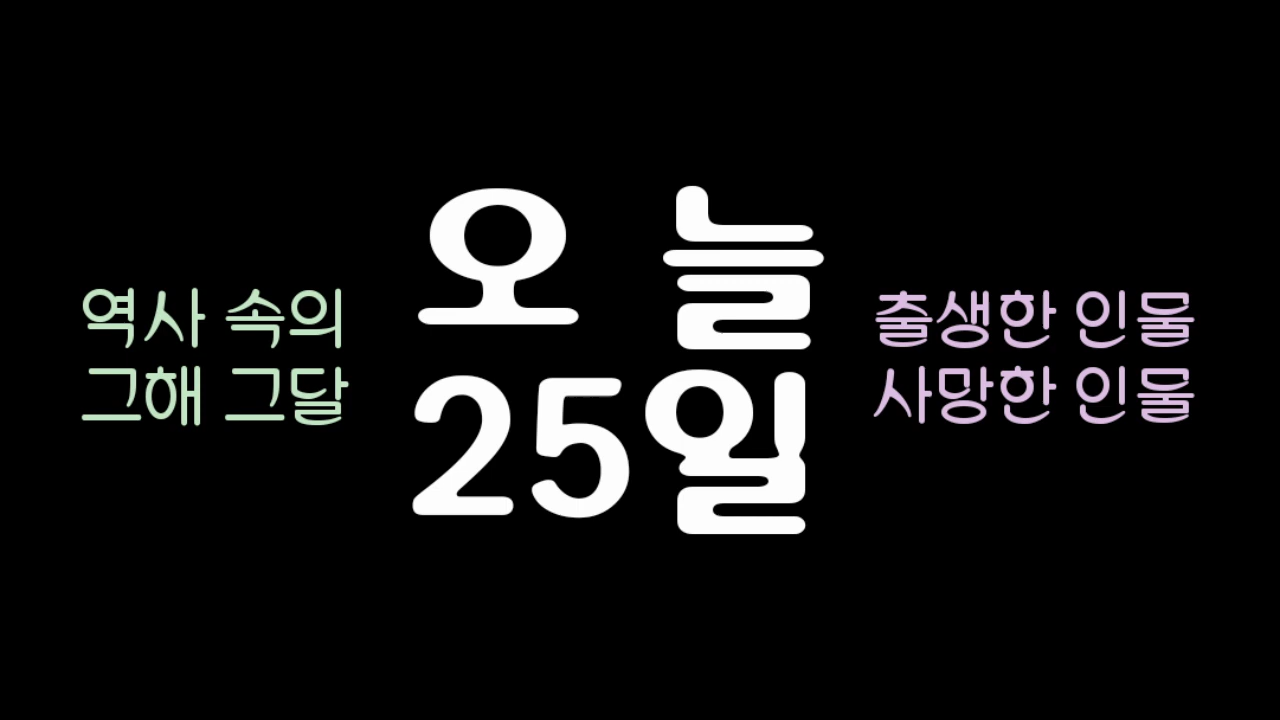 역사 속의
그해 그달
오 늘
25일
출생한 인물
사망한 인물